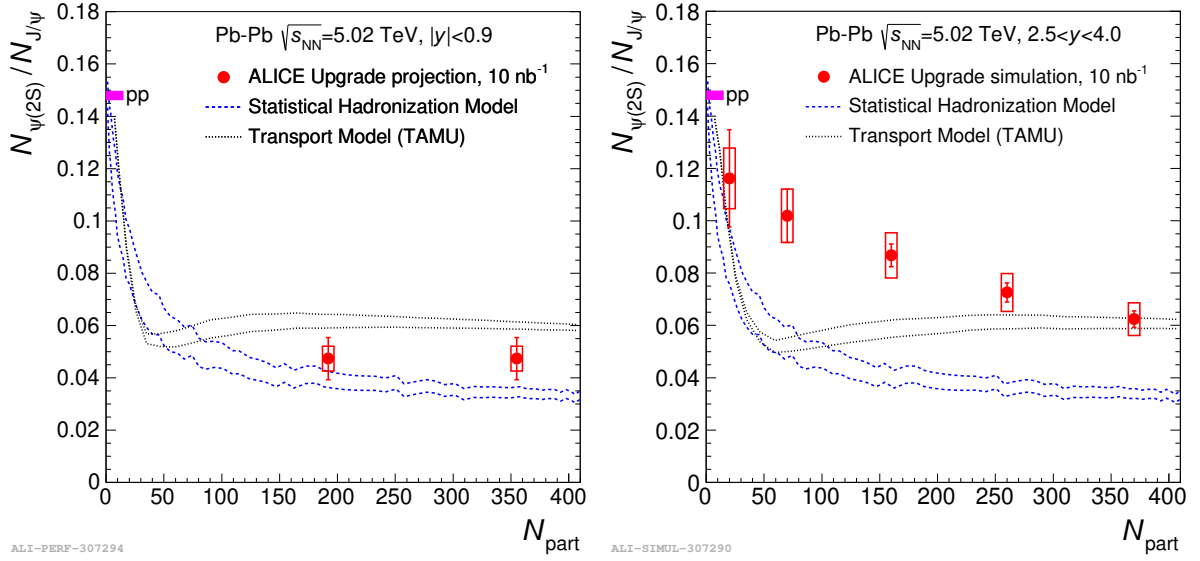 Pb-Pb √s_NN=5.02 TeV, |y|<0.9
ALICE Upgrade projection, 10 nb⁻¹
Statistical Hadronization Model
Transport Model (TAMU)
pp
N_ψ(2S) / N_J/ψ
0.18
0.16
0.14
0.12
0.1
0.08
0.06
0.04
0.02
0
0 50 100 150 200 250 300 350 400
N_part
ALI-PERF-307294
Pb-Pb √s_NN=5.02 TeV, 2.5<y<4.0
ALICE Upgrade simulation, 10 nb⁻¹
Statistical Hadronization Model
Transport Model (TAMU)
pp
N_ψ(2S) / N_J/ψ
0.18
0.16
0.14
0.12
0.1
0.08
0.06
0.04
0.02
0
0 50 100 150 200 250 300 350 400
N_part
ALI-SIMUL-307290